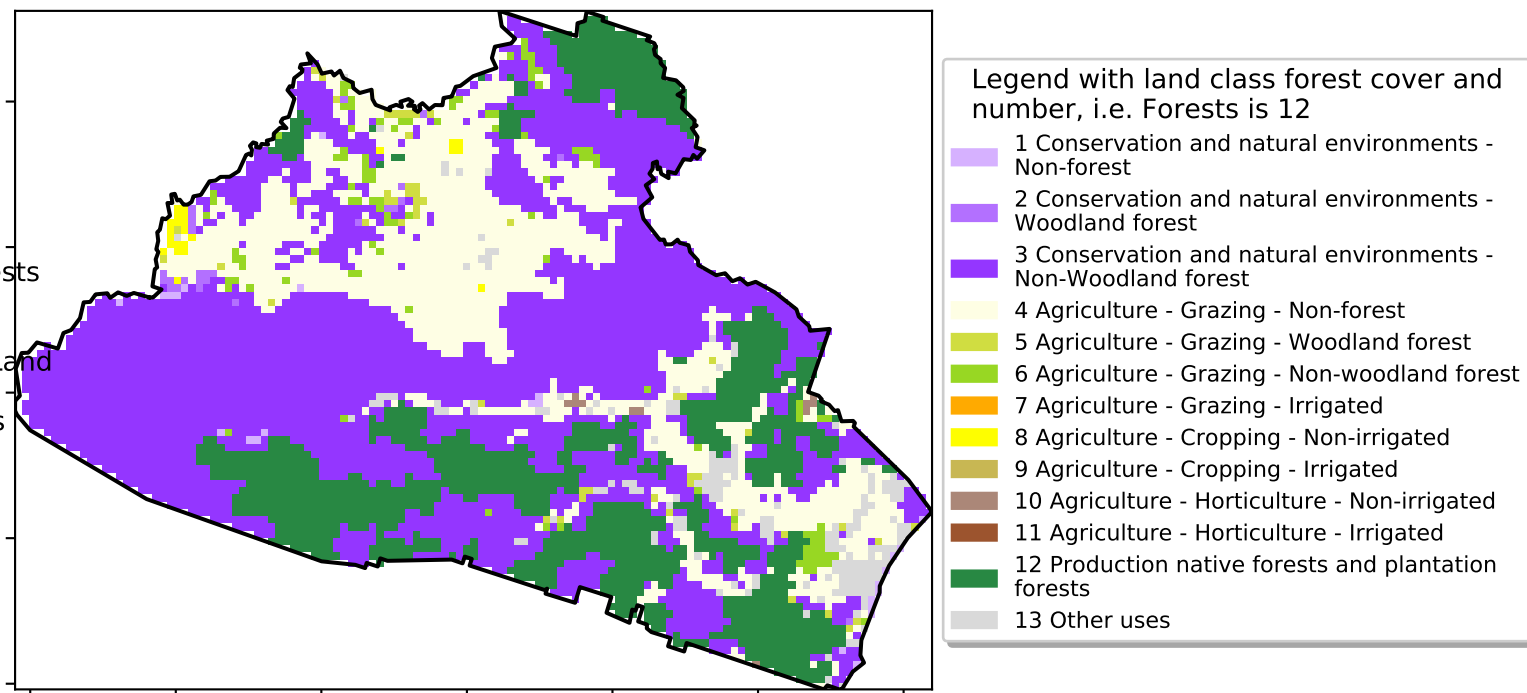 Legend with land class forest cover and
number, i.e. Forests is 12
1 Conservation and natural environments -
Non-forest
2 Conservation and natural environments -
Woodland forest
3 Conservation and natural environments -
Non-Woodland forest
4 Agriculture - Grazing - Non-forest
5 Agriculture - Grazing - Woodland forest
6 Agriculture - Grazing - Non-woodland forest
7 Agriculture - Grazing - Irrigated
8 Agriculture - Cropping - Non-irrigated
9 Agriculture - Cropping - Irrigated
10 Agriculture - Horticulture - Non-irrigated
11 Agriculture - Horticulture - Irrigated
12 Production native forests and plantation
forests
13 Other uses